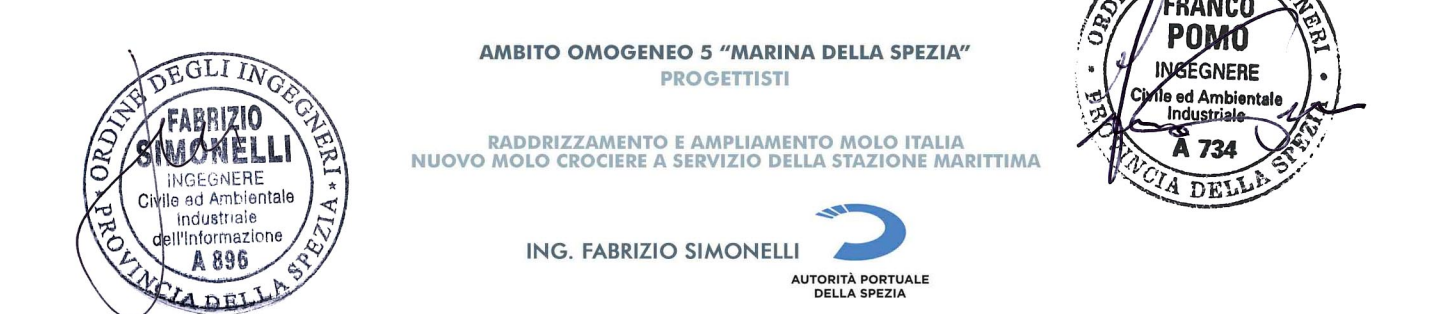 ORDINE DEGLI INGEGNERI
PROVINCIA DELLA SPEZIA
FABRIZIO
SIMONELLI
INGEGNERE
Civile ed Ambientale
Industriale
dell'Informazione
A 896
AMBITO OMOGENEO 5 “MARINA DELLA SPEZIA”
PROGETTISTI
RADDRIZZAMENTO E AMPLIAMENTO MOLO ITALIA
NUOVO MOLO CROCIERE A SERVIZIO DELLA STAZIONE MARITTIMA
ING. FABRIZIO SIMONELLI
AUTORITÀ PORTUALE
DELLA SPEZIA
FRANCO
POMO
INGEGNERE
Civile ed Ambientale
Industriale
A 734
PROVINCIA DELLA SPEZIA